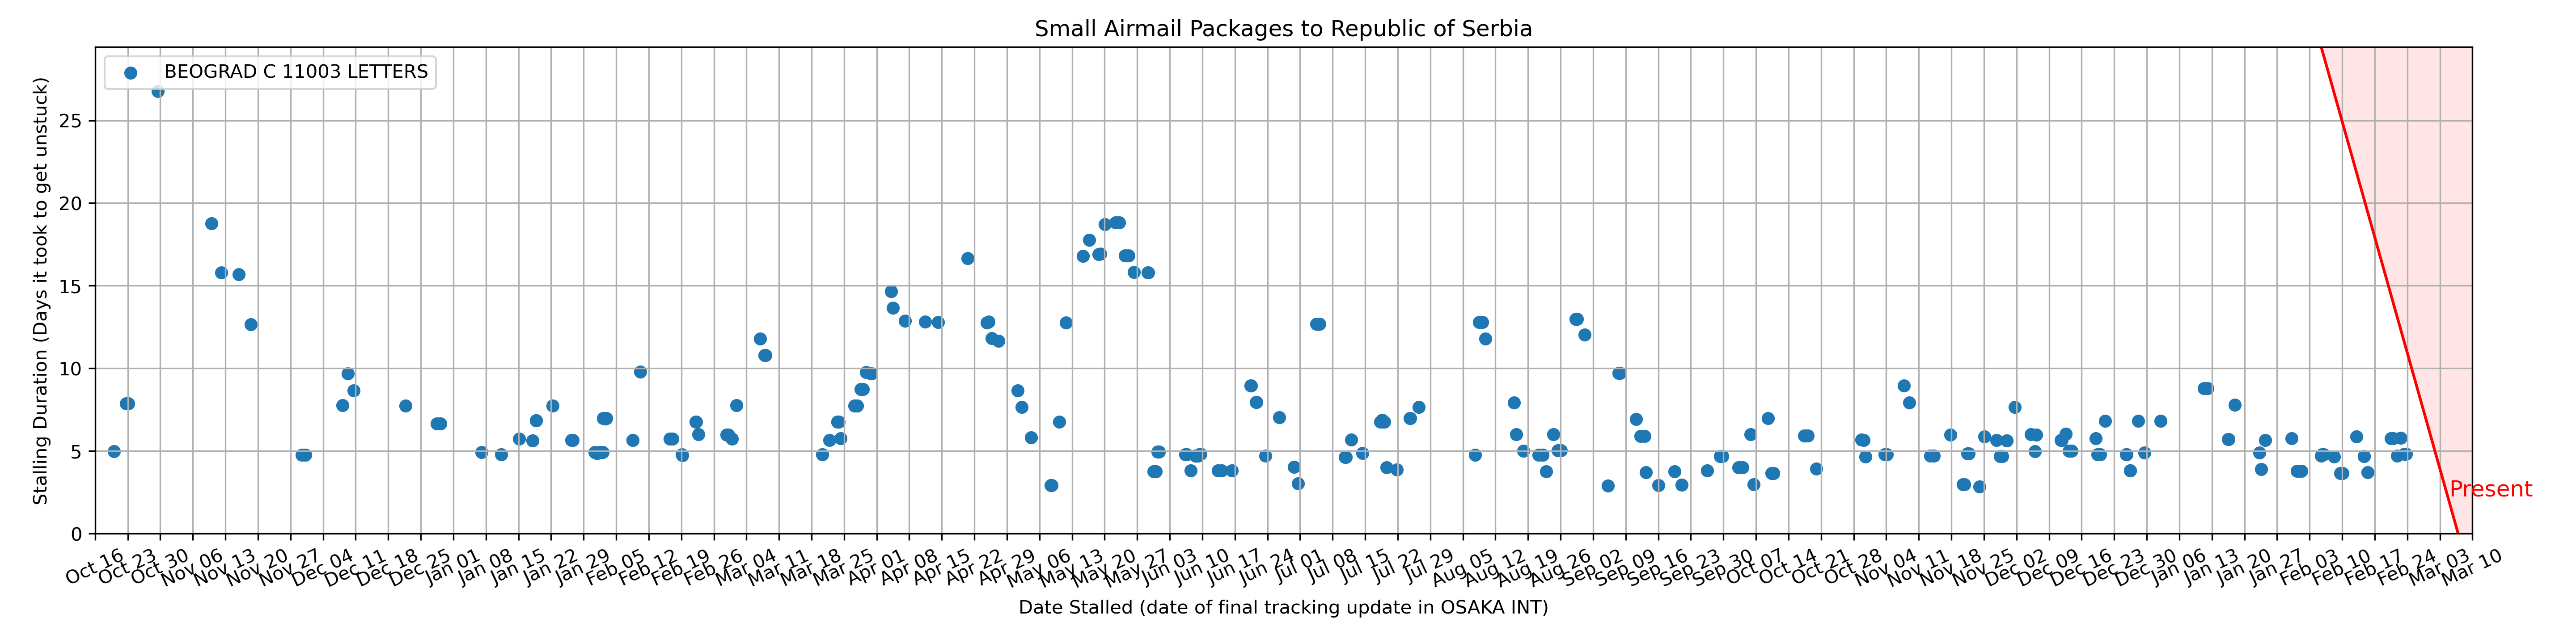 Small Airmail Packages to Republic of Serbia
BEOGRAD C 11003 LETTERS
Stalling Duration (Days it took to get unstuck)
25
20
15
10
5
0
Present
Oct 16
Oct 23
Oct 30
Nov 06
Nov 13
Nov 20
Nov 27
Dec 04
Dec 11
Dec 18
Dec 25
Jan 01
Jan 08
Jan 15
Jan 22
Jan 29
Feb 05
Feb 12
Feb 19
Feb 26
Mar 04
Mar 11
Mar 18
Mar 25
Apr 01
Apr 08
Apr 15
Apr 22
Apr 29
May 06
May 13
May 20
May 27
Jun 03
Jun 10
Jun 17
Jun 24
Jul 01
Jul 08
Jul 15
Jul 22
Jul 29
Aug 05
Aug 12
Aug 19
Aug 26
Sep 02
Sep 09
Sep 16
Sep 23
Sep 30
Oct 07
Oct 14
Oct 21
Oct 28
Nov 04
Nov 11
Nov 18
Nov 25
Dec 02
Dec 09
Dec 16
Dec 23
Dec 30
Jan 06
Jan 13
Jan 20
Jan 27
Feb 03
Feb 10
Feb 17
Feb 24
Mar 03
Mar 10
Date Stalled (date of final tracking update in OSAKA INT)